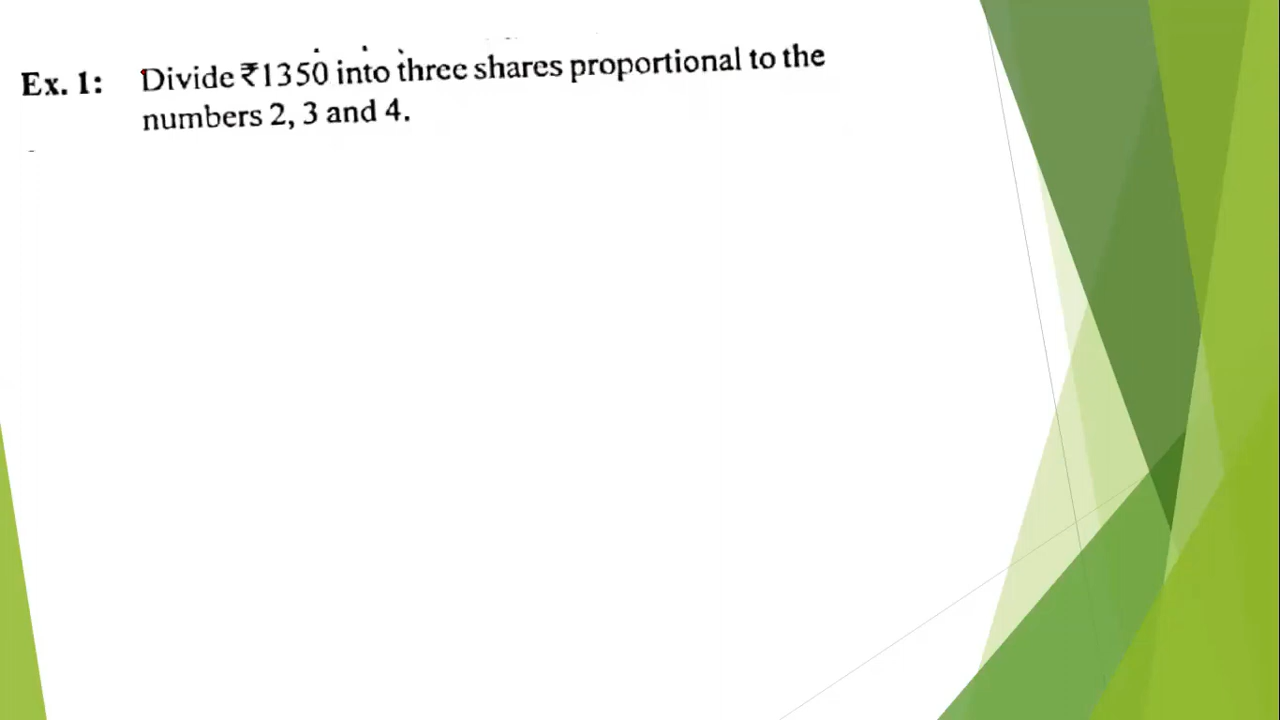 Ex. 1: Divide ₹1350 into three shares proportional to the
numbers 2, 3 and 4.